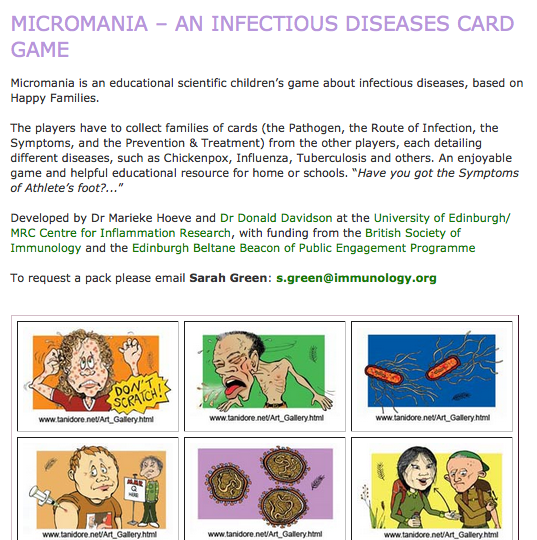 MICROMANIA – AN INFECTIOUS DISEASES CARD
GAME
Micromania is an educational scientific children’s game about infectious diseases, based on
Happy Families.
The players have to collect families of cards (the Pathogen, the Route of Infection, the
Symptoms, and the Prevention & Treatment) from the other players, each detailing
different diseases, such as Chickenpox, Influenza, Tuberculosis and others. An enjoyable
game and helpful educational resource for home or schools. “Have you got the Symptoms
of Athlete’s foot?...”
Developed by Dr Marieke Hoeve and Dr Donald Davidson at the University of Edinburgh/
MRC Centre for Inflammation Research, with funding from the British Society of
Immunology and the Edinburgh Beltane Beacon of Public Engagement Programme
To request a pack please email Sarah Green: s.green@immunology.org
DON'T
SCRATCH!
www.tanidore.net/Art_Gallery.html
www.tanidore.net/Art_Gallery.html
www.tanidore.net/Art_Gallery.html
MMR
HERE
www.tanidore.net/Art_Gallery.html
www.tanidore.net/Art_Gallery.html
www.tanidore.net/Art_Gallery.html